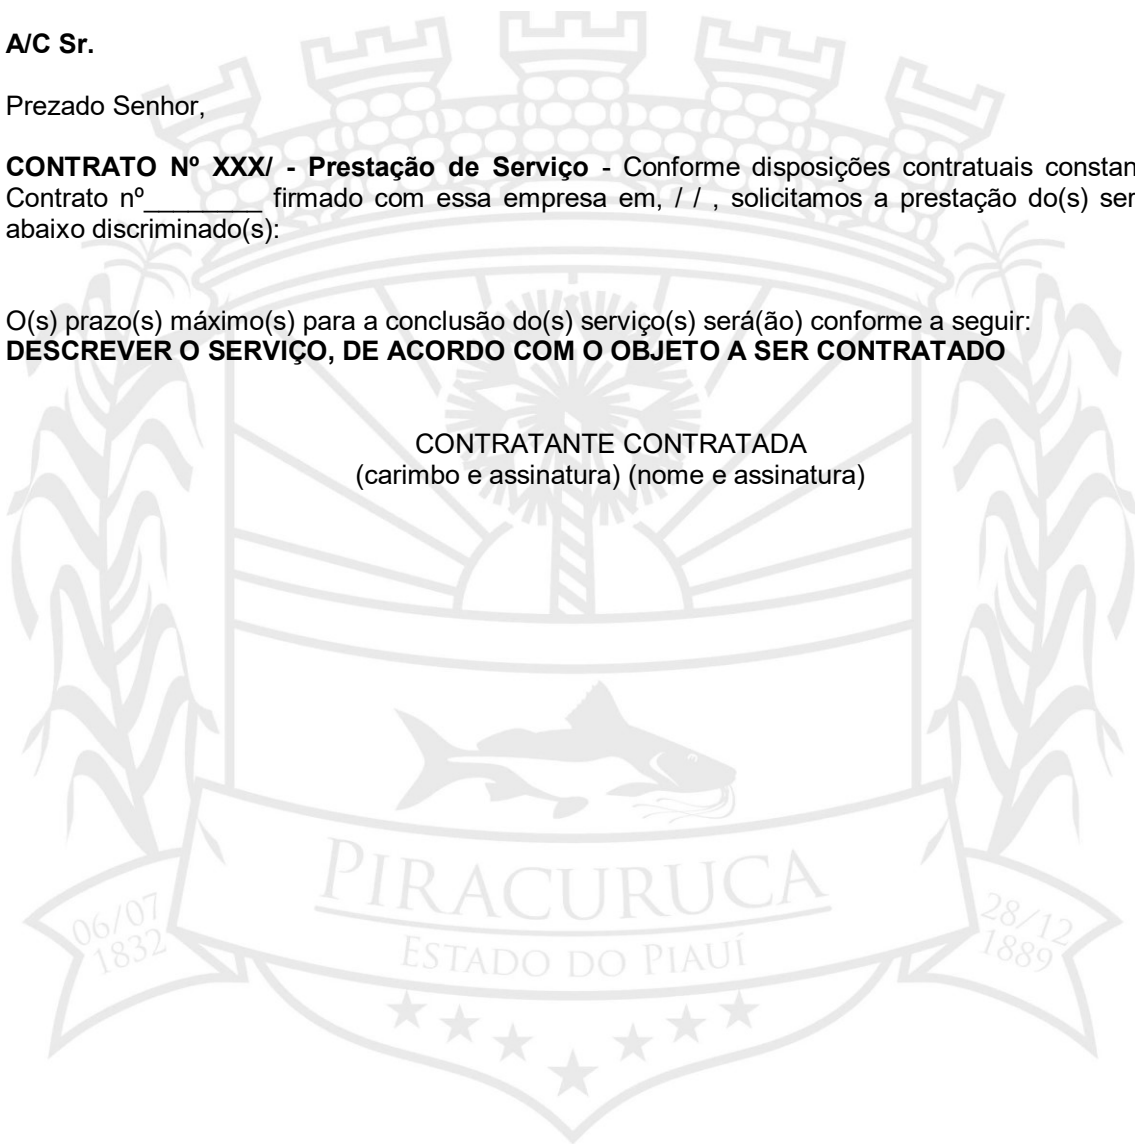 A/C Sr.
Prezado Senhor,
CONTRATO Nº XXX/ - Prestação de Serviço - Conforme disposições contratuais constan
Contrato nº________ firmado com essa empresa em, / / , solicitamos a prestação do(s) ser
abaixo discriminado(s):
O(s) prazo(s) máximo(s) para a conclusão do(s) serviço(s) será(ão) conforme a seguir:
DESCREVER O SERVIÇO, DE ACORDO COM O OBJETO A SER CONTRATADO
CONTRATANTE CONTRATADA
(carimbo e assinatura) (nome e assinatura)
PIRACURUCA
06/07
1832
28/12
1889
ESTADO DO PIAUÍ